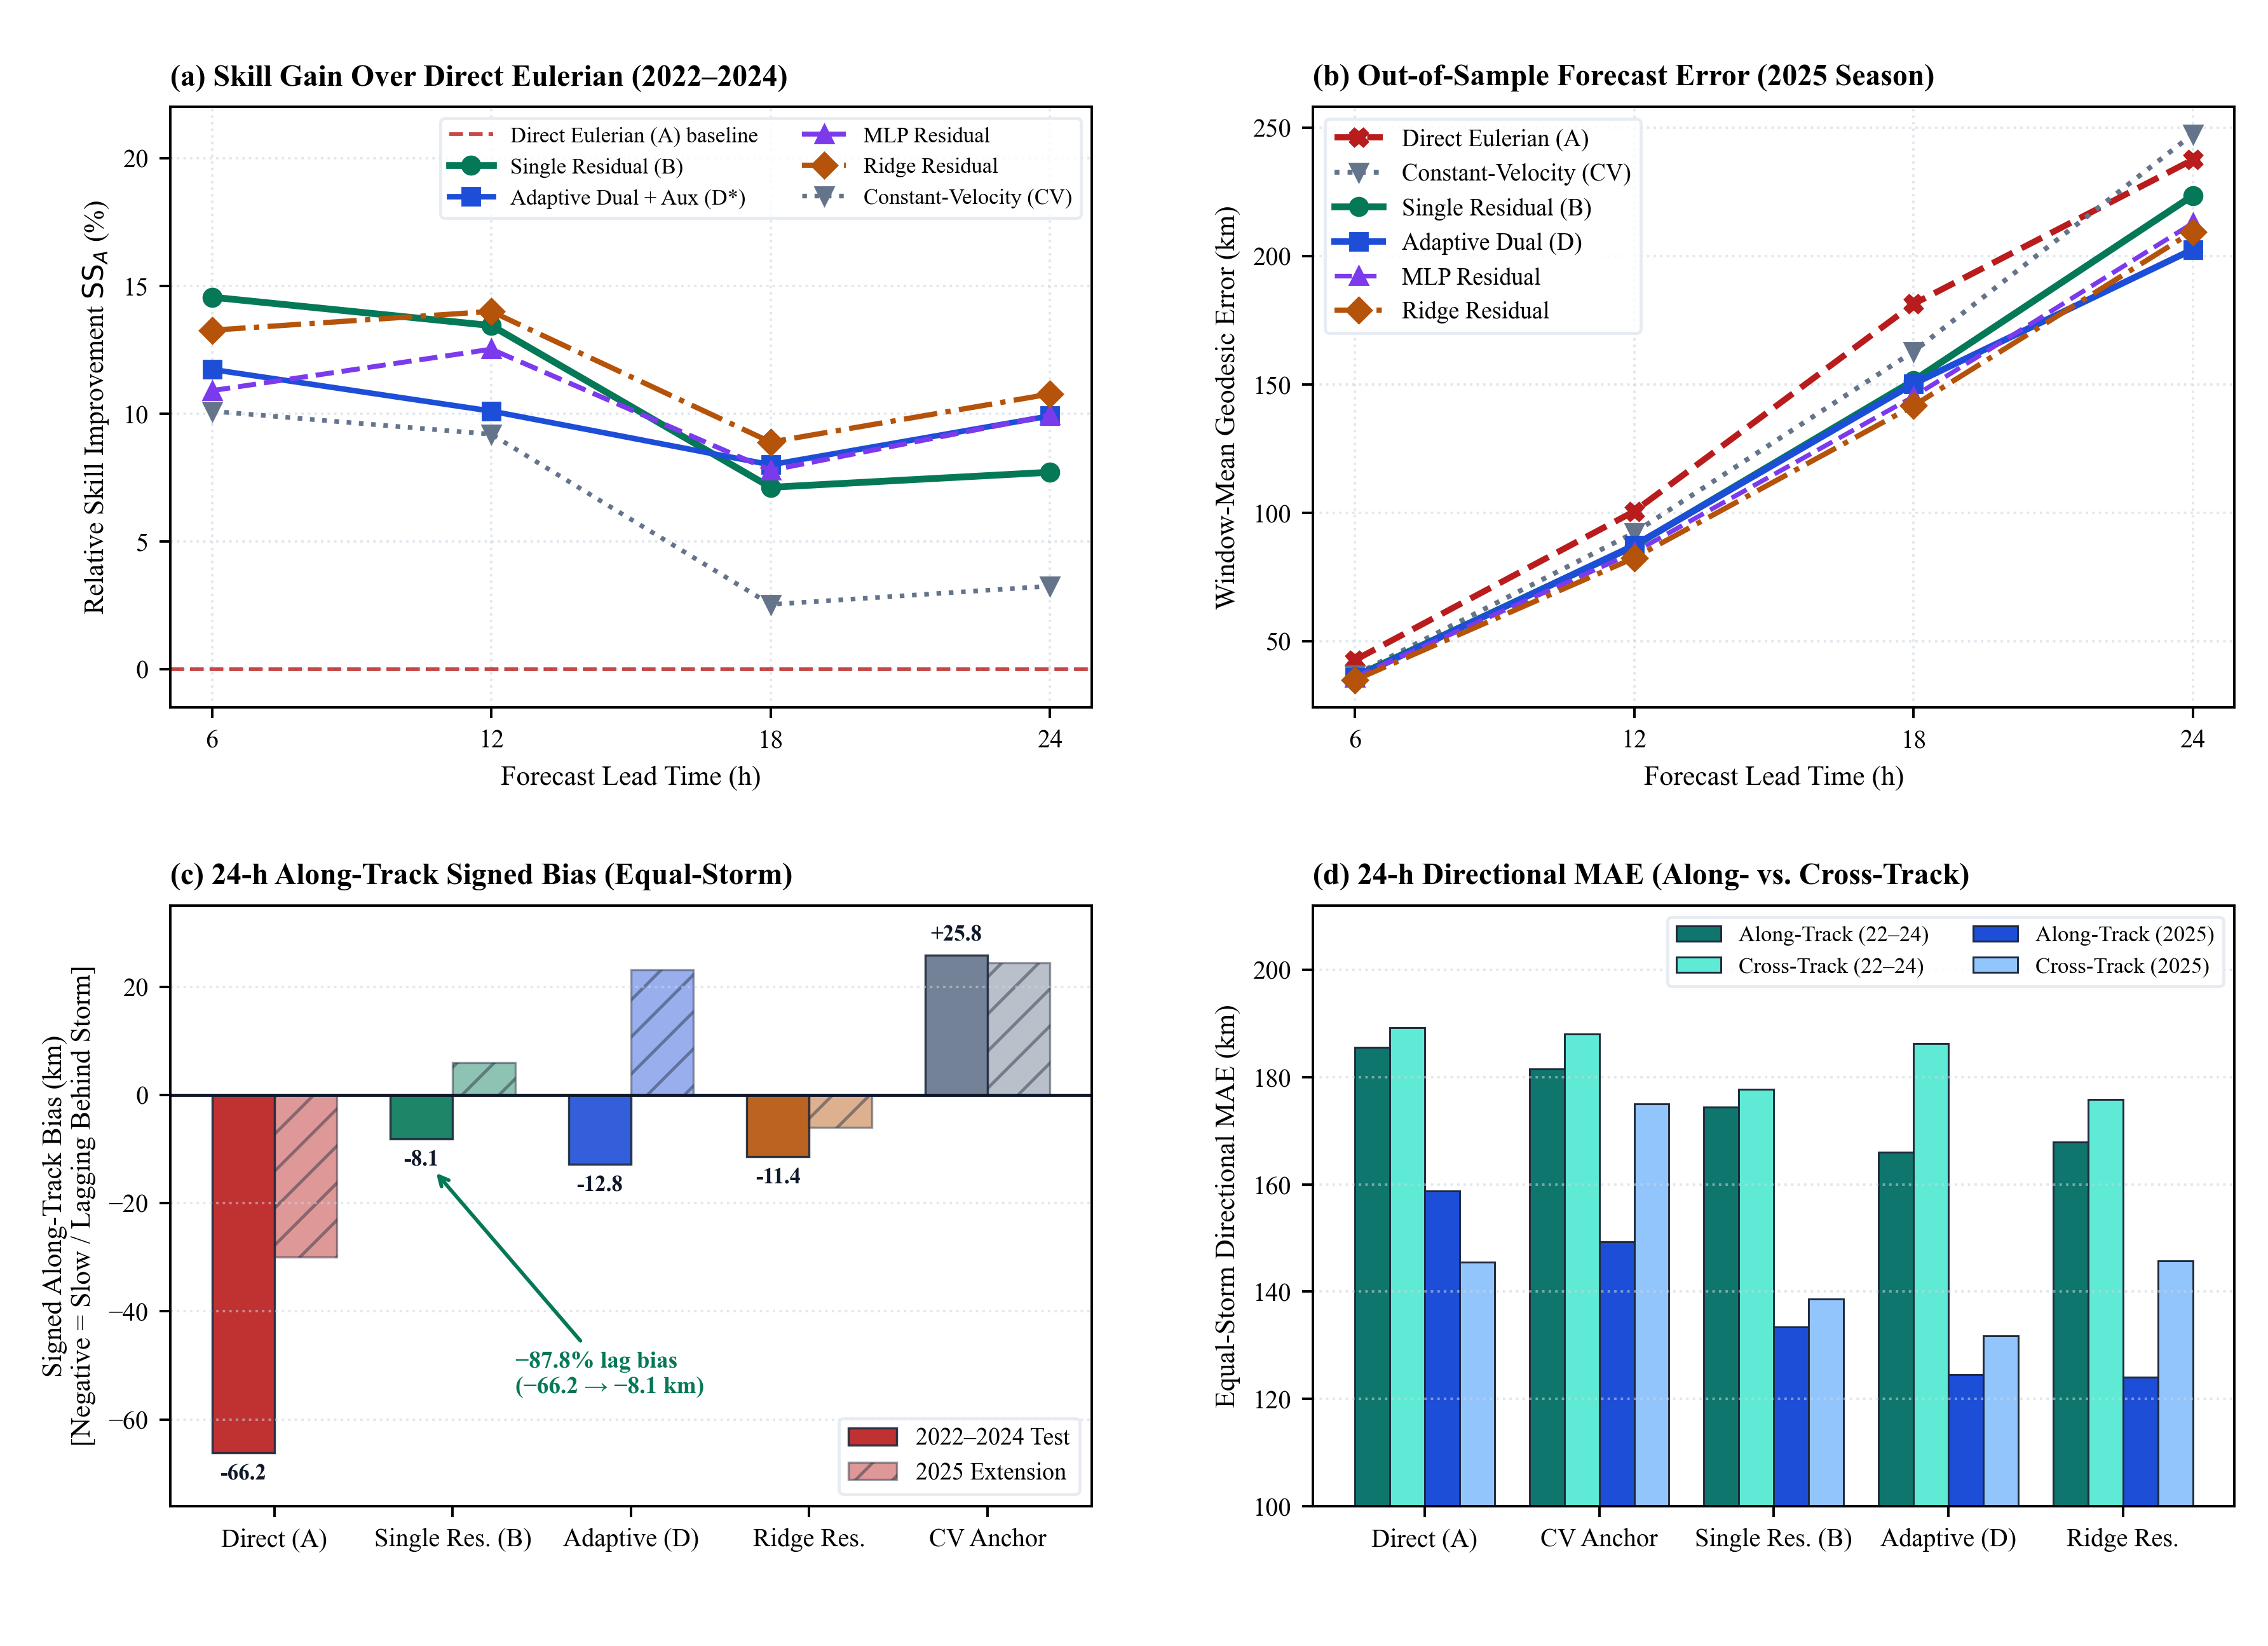 (a) Skill Gain Over Direct Eulerian (2022–2024)
Relative Skill Improvement SS_A (%)
20
15
10
5
0
Direct Eulerian (A) baseline
Single Residual (B)
Adaptive Dual + Aux (D*)
MLP Residual
Ridge Residual
Constant-Velocity (CV)
6
12
18
24
Forecast Lead Time (h)
(b) Out-of-Sample Forecast Error (2025 Season)
Window-Mean Geodesic Error (km)
250
200
150
100
50
Direct Eulerian (A)
Constant-Velocity (CV)
Single Residual (B)
Adaptive Dual (D)
MLP Residual
Ridge Residual
6
12
18
24
Forecast Lead Time (h)
(c) 24-h Along-Track Signed Bias (Equal-Storm)
Signed Along-Track Bias (km)
[Negative = Slow / Lagging Behind Storm]
20
0
−20
−40
−60
+25.8
-8.1
-12.8
-11.4
-66.2
−87.8% lag bias
(−66.2 → −8.1 km)
2022–2024 Test
2025 Extension
Direct (A)
Single Res. (B)
Adaptive (D)
Ridge Res.
CV Anchor
(d) 24-h Directional MAE (Along- vs. Cross-Track)
Equal-Storm Directional MAE (km)
200
180
160
140
120
100
Along-Track (22–24)
Cross-Track (22–24)
Along-Track (2025)
Cross-Track (2025)
Direct (A)
CV Anchor
Single Res. (B)
Adaptive (D)
Ridge Res.